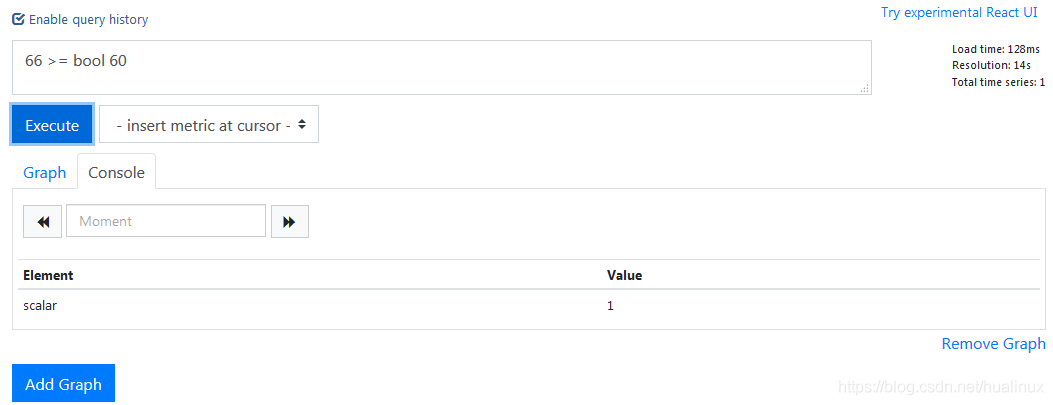 Enable query history
Try experimental React UI
66 >= bool 60
Load time: 128ms
Resolution: 14s
Total time series: 1
Execute
- insert metric at cursor -
Graph
Console
Moment
Element Value
scalar 1
Remove Graph
Add Graph
https://blog.csdn.net/hualinux